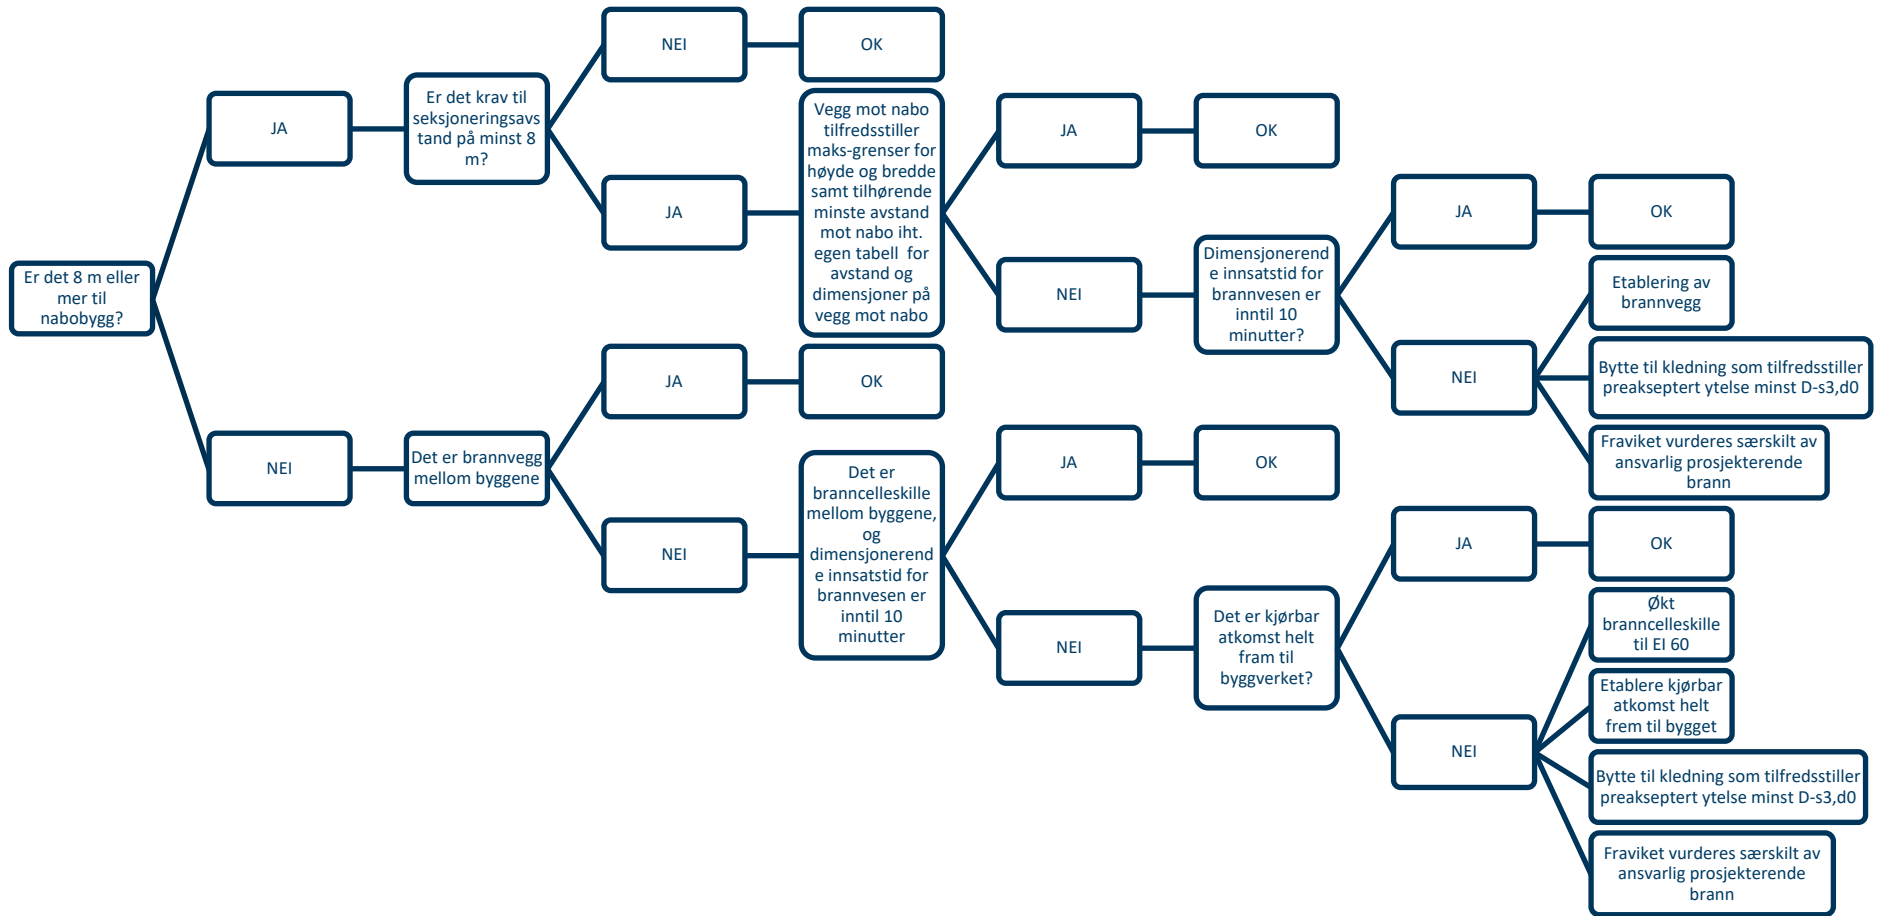 Er det 8 m eller
mer til
nabobygg?
JA
Er det krav til
seksjoneringsavs
tand på minst 8
m?
NEI
OK
JA
Vegg mot nabo
tilfredsstiller
maks-grenser for
høyde og bredde
samt tilhørende
minste avstand
mot nabo iht.
egen tabell for
avstand og
dimensjoner på
vegg mot nabo
JA
OK
NEI
Dimensjonerend
e innsatstid for
brannvesen er
inntil 10
minutter?
JA
OK
NEI
Etablering av
brannvegg
Bytte til kledning som tilfredsstiller
preakseptert ytelse minst D-s3,d0
Fraviket vurderes særskilt av
ansvarlig prosjekterende
brann
NEI
Det er brannvegg
mellom byggene
JA
OK
NEI
Det er
branncelleskille
mellom byggene,
og
dimensjonerend
e innsatstid for
brannvesen er
inntil 10
minutter
JA
OK
NEI
Det er kjørbar
atkomst helt
fram til
byggverket?
JA
OK
NEI
Økt
branncelleskille
til EI 60
Etablere kjørbar
atkomst helt
frem til bygget
Bytte til kledning som tilfredsstiller
preakseptert ytelse minst D-s3,d0
Fraviket vurderes særskilt av
ansvarlig prosjekterende
brann